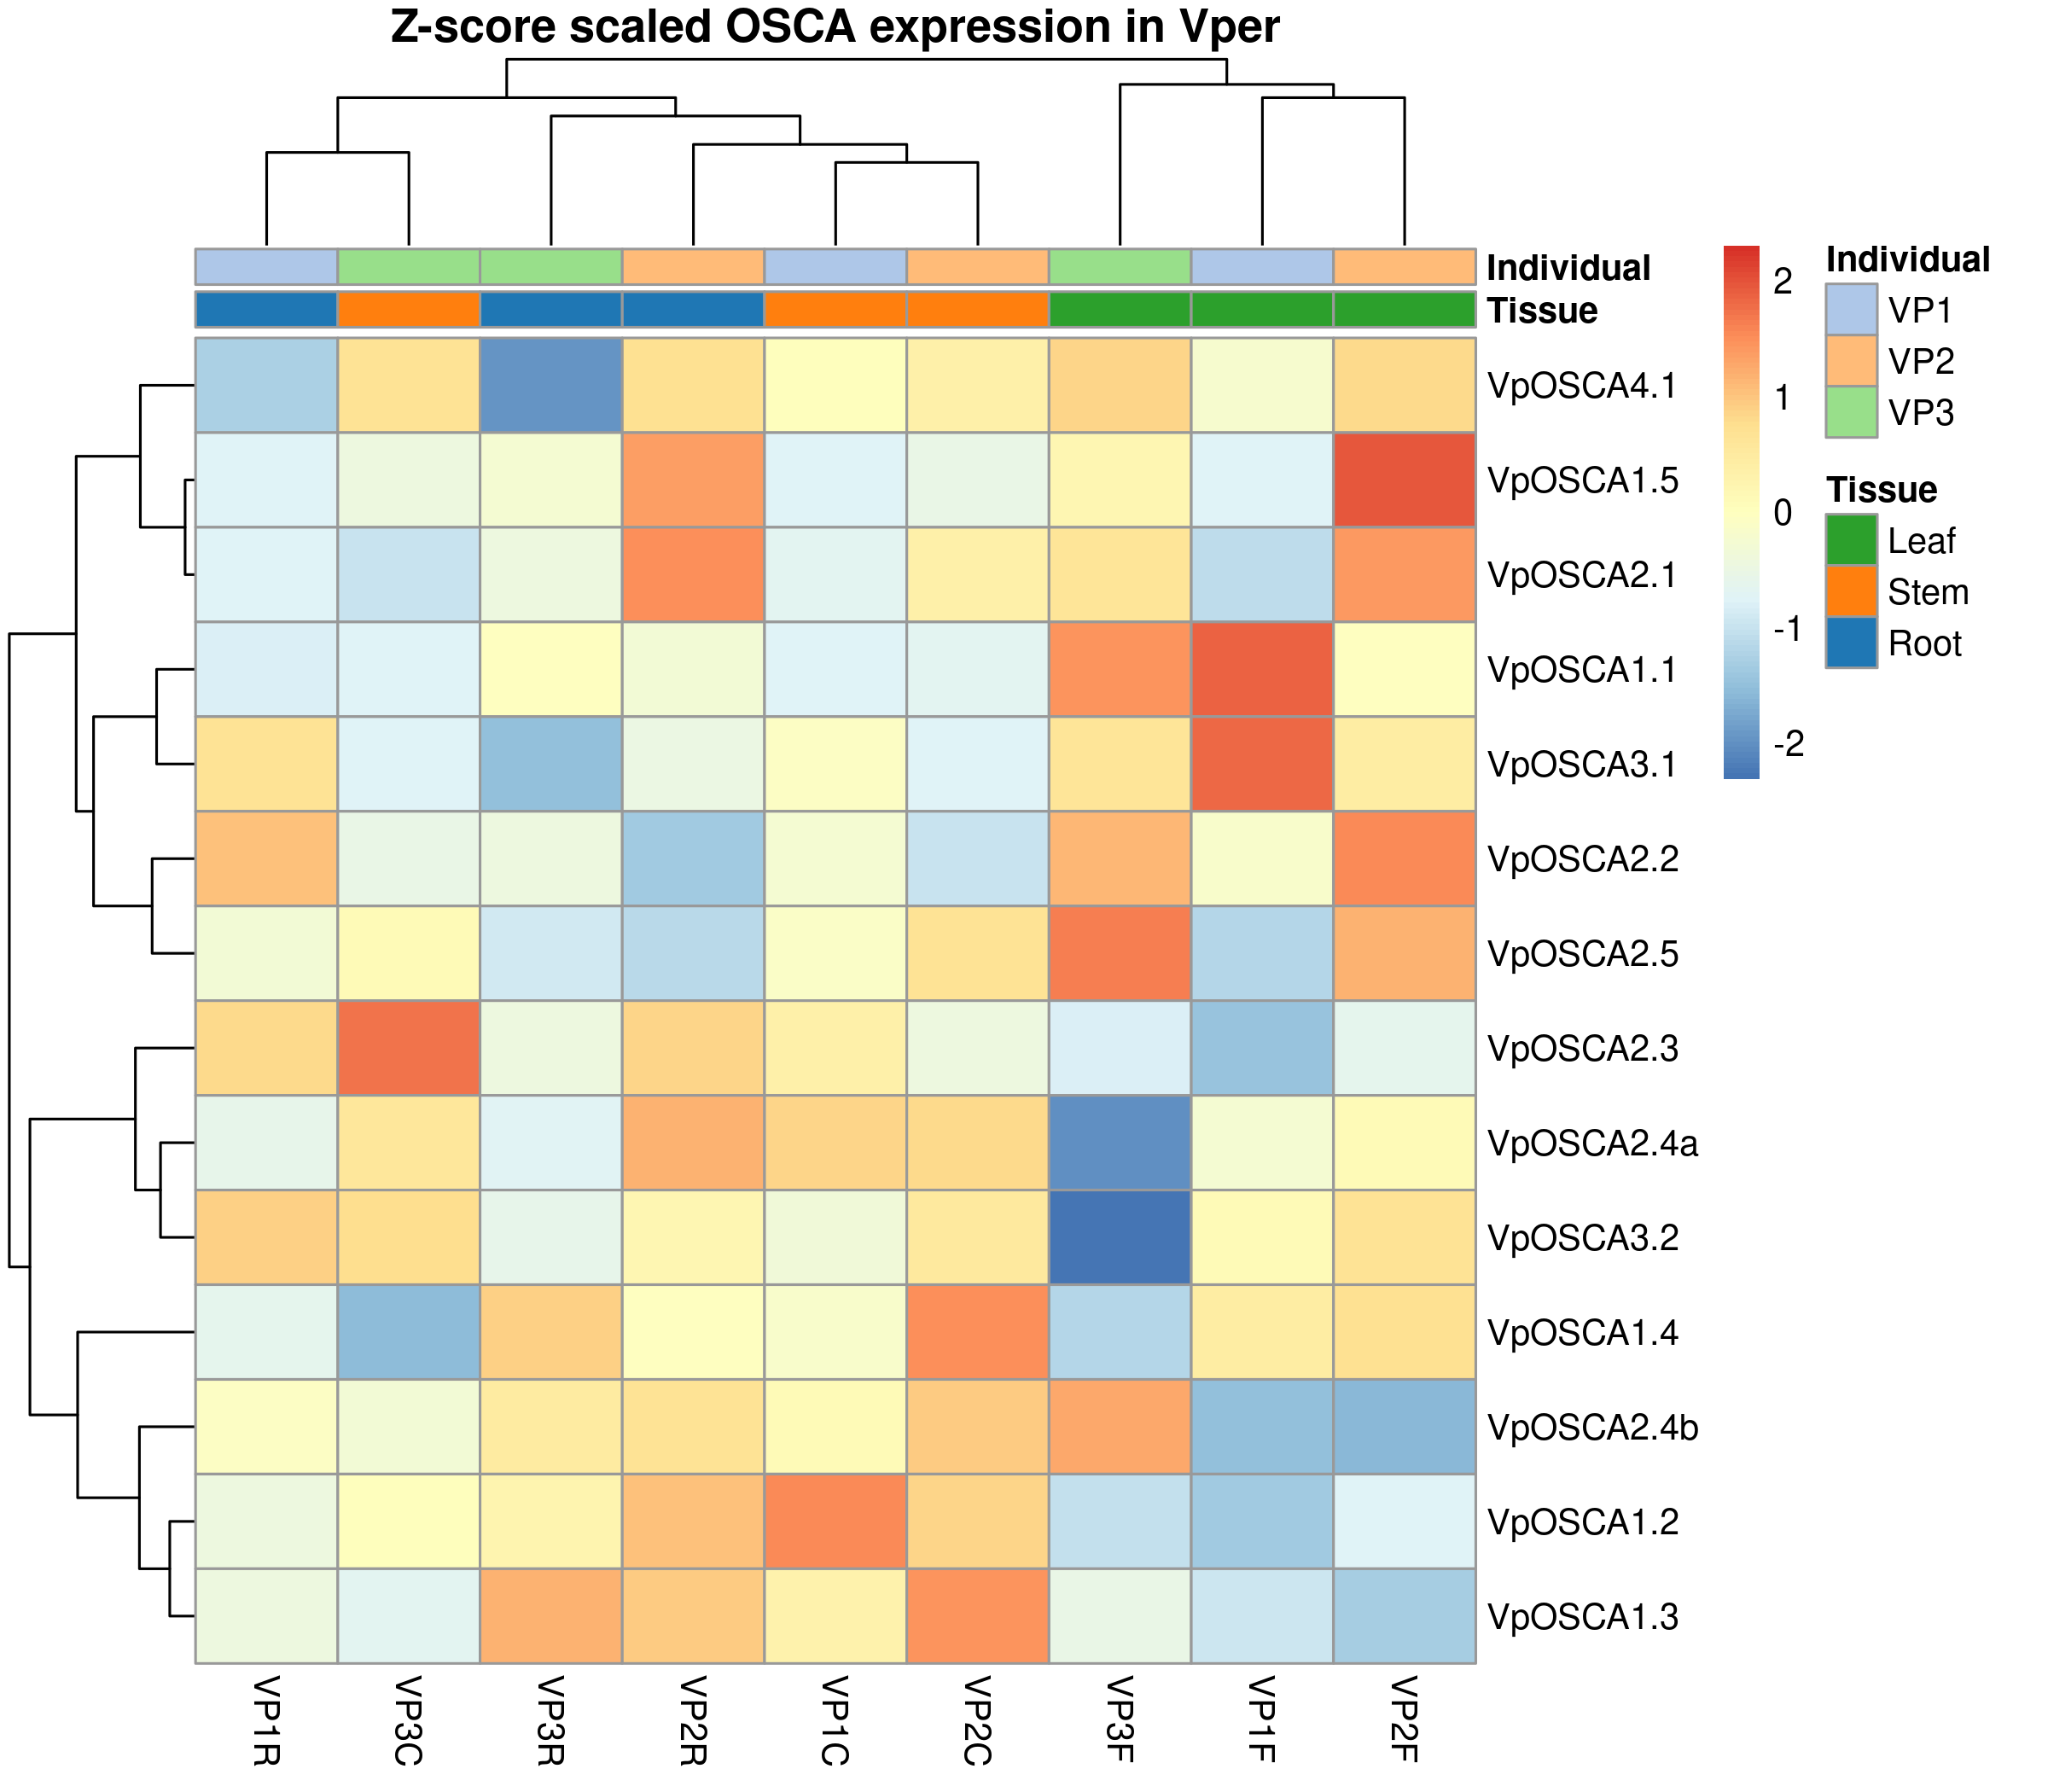 Z-score scaled OSCA expression in Vper
Individual
Tissue
VpOSCA4.1
VpOSCA1.5
VpOSCA2.1
VpOSCA1.1
VpOSCA3.1
VpOSCA2.2
VpOSCA2.5
VpOSCA2.3
VpOSCA2.4a
VpOSCA3.2
VpOSCA1.4
VpOSCA2.4b
VpOSCA1.2
VpOSCA1.3
VP1R
VP3C
VP3R
VP2R
VP1C
VP2C
VP3F
VP1F
VP2F
2
1
0
-1
-2
Individual
VP1
VP2
VP3
Tissue
Leaf
Stem
Root